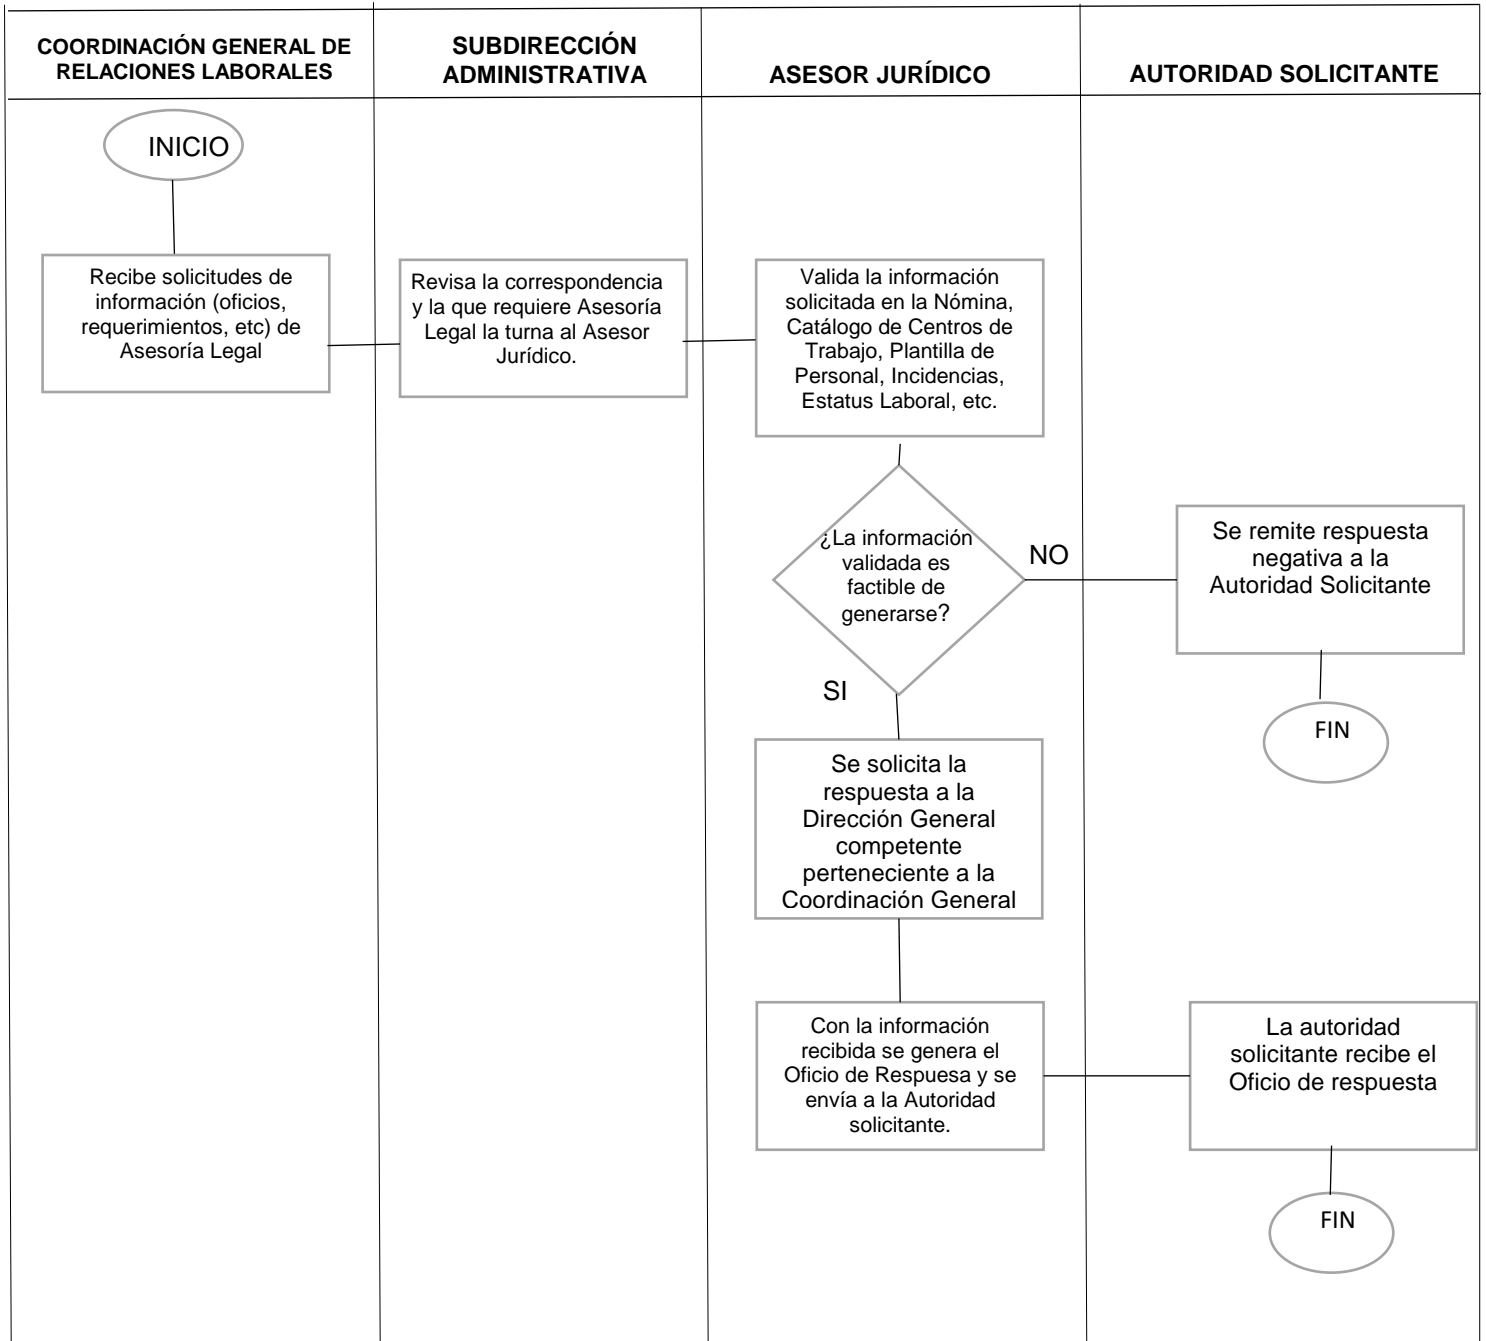 COORDINACIÓN GENERAL DE
RELACIONES LABORALES
SUBDIRECCIÓN
ADMINISTRATIVA
ASESOR JURÍDICO
AUTORIDAD SOLICITANTE
INICIO
Recibe solicitudes de
información (oficios,
requerimientos, etc) de
Asesoría Legal
Revisa la correspondencia
y la que requiere Asesoría
Legal la turna al Asesor
Jurídico.
Valida la información
solicitada en la Nómina,
Catálogo de Centros de
Trabajo, Plantilla de
Personal, Incidencias,
Estatus Laboral, etc.
¿La información
validada es
factible de
generarse?
NO
Se remite respuesta
negativa a la
Autoridad Solicitante
FIN
SI
Se solicita la
respuesta a la
Dirección General
competente
perteneciente a la
Coordinación General
Con la información
recibida se genera el
Oficio de Respuesa y se
envía a la Autoridad
solicitante.
La autoridad
solicitante recibe el
Oficio de respuesta
FIN